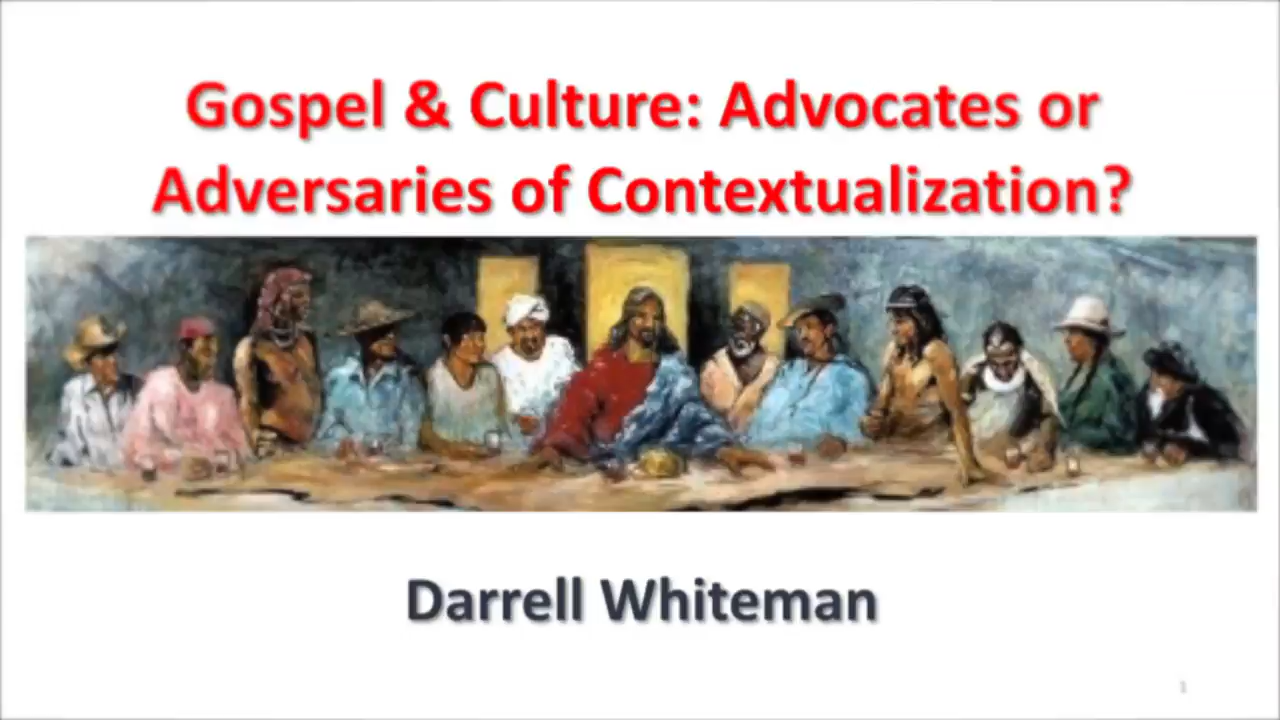 Gospel & Culture: Advocates or
Adversaries of Contextualization?
Darrell Whiteman
1